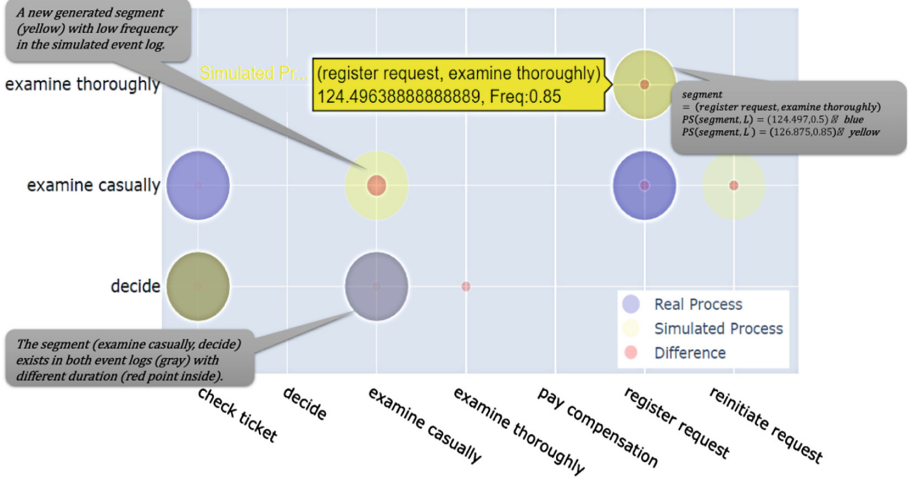 A new generated segment
(yellow) with low frequency
in the simulated event log.
examine thoroughly
Simulated Pr...
(register request, examine thoroughly)
124.49638888888889, Freq:0.85
segment
= (register request, examine thoroughly)
PS(segment, L) = (124.497,0.5) blue
PS(segment, L ) = (126.875,0.85) yellow
examine casually
decide
Real Process
Simulated Process
Difference
The segment (examine casually, decide)
exists in both event logs (gray) with
different duration (red point inside).
check ticket
decide
examine casually
examine thoroughly
pay compensation
register request
reinitiate request